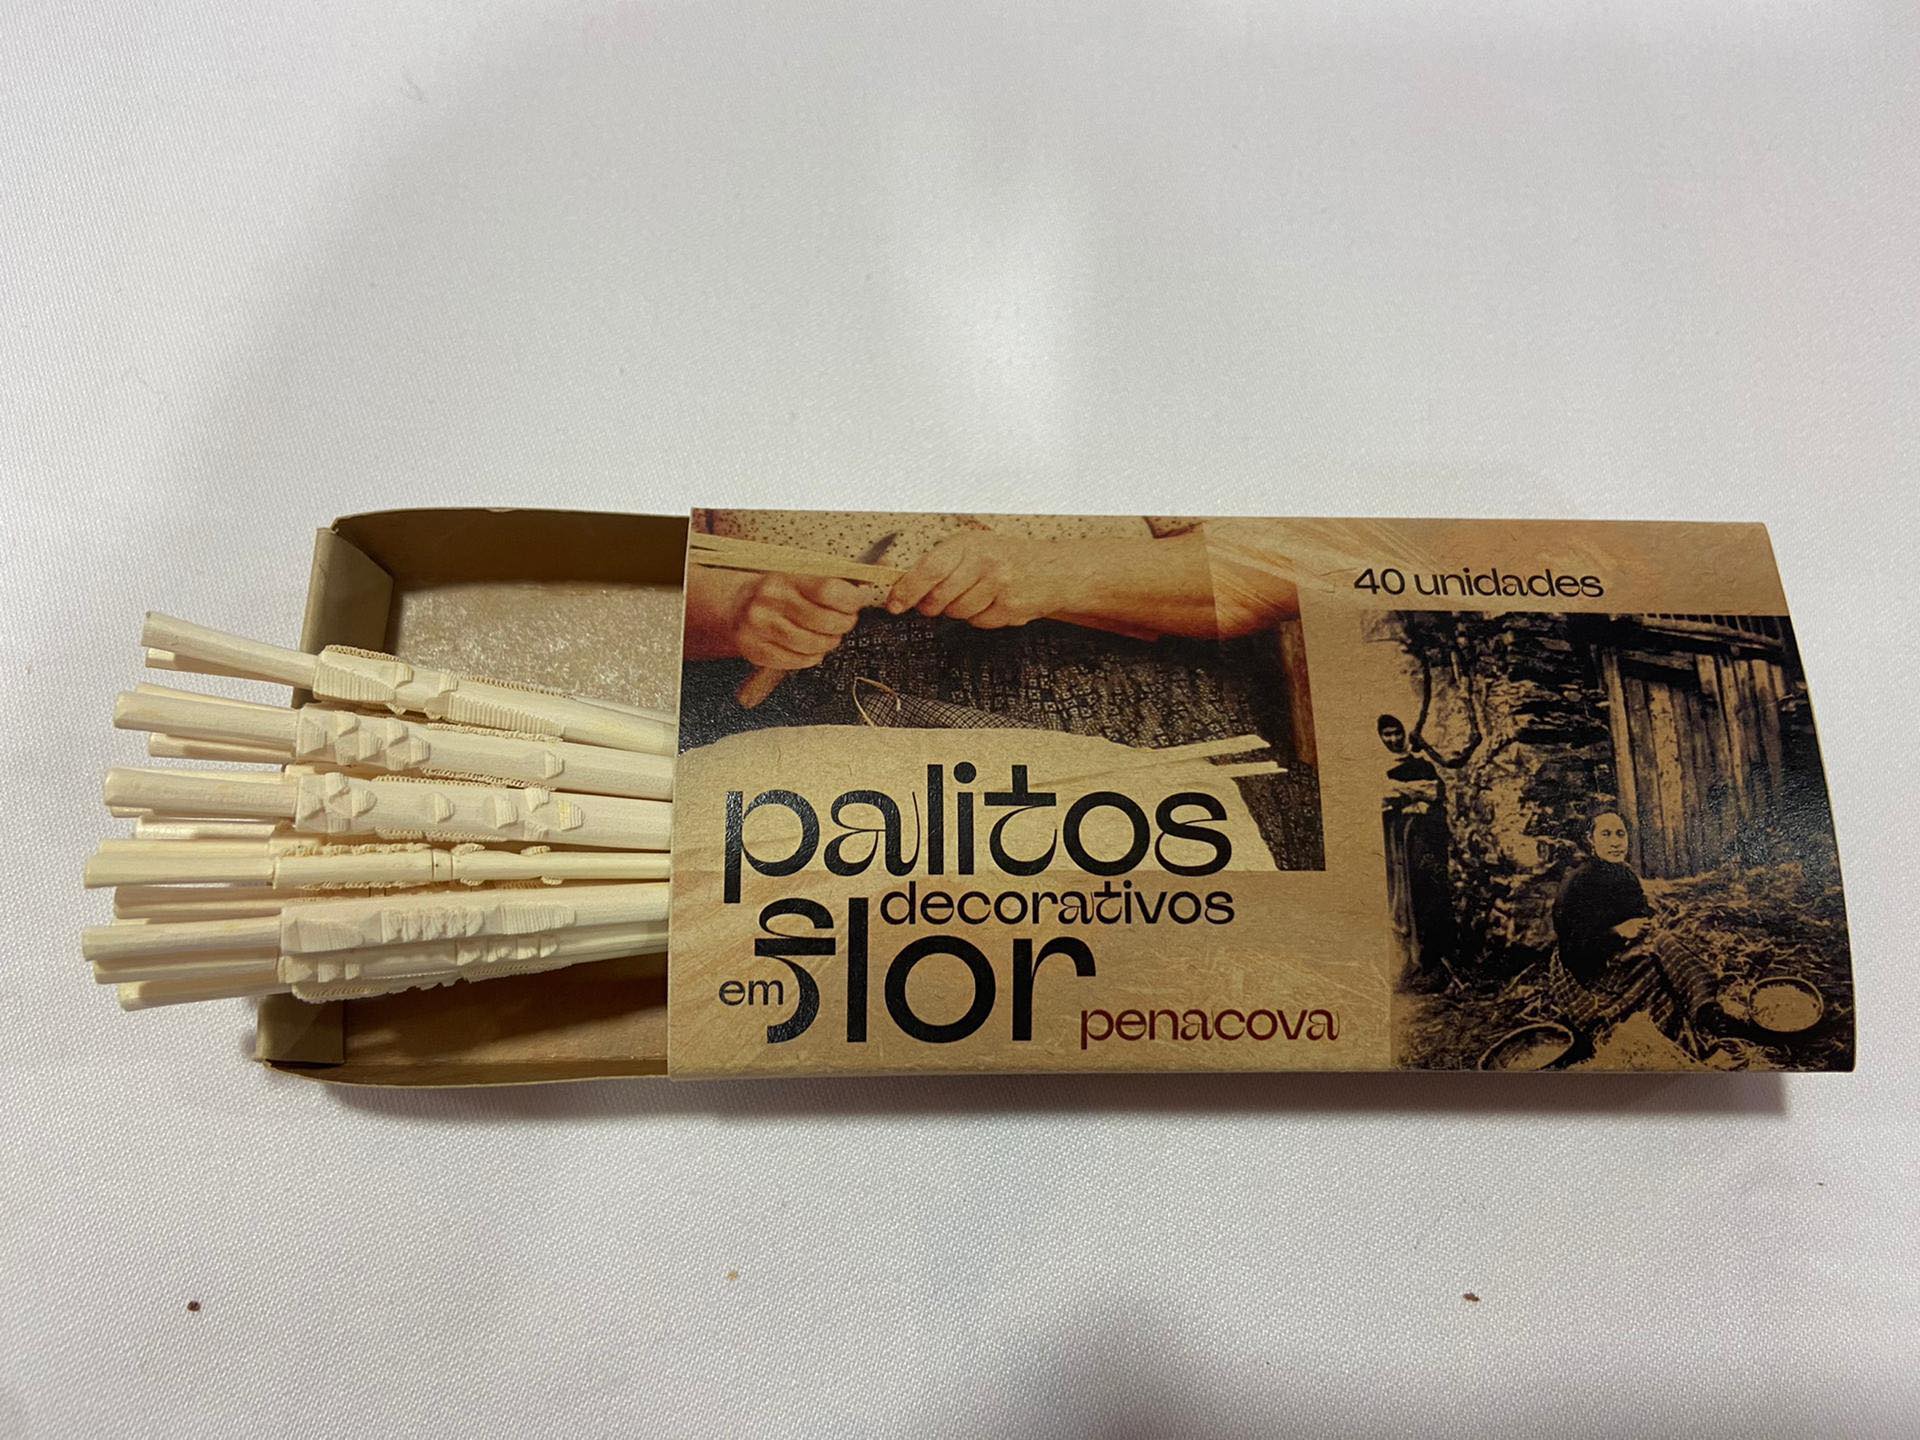 40 unidades
palitos
decorativos
em flor
penacova